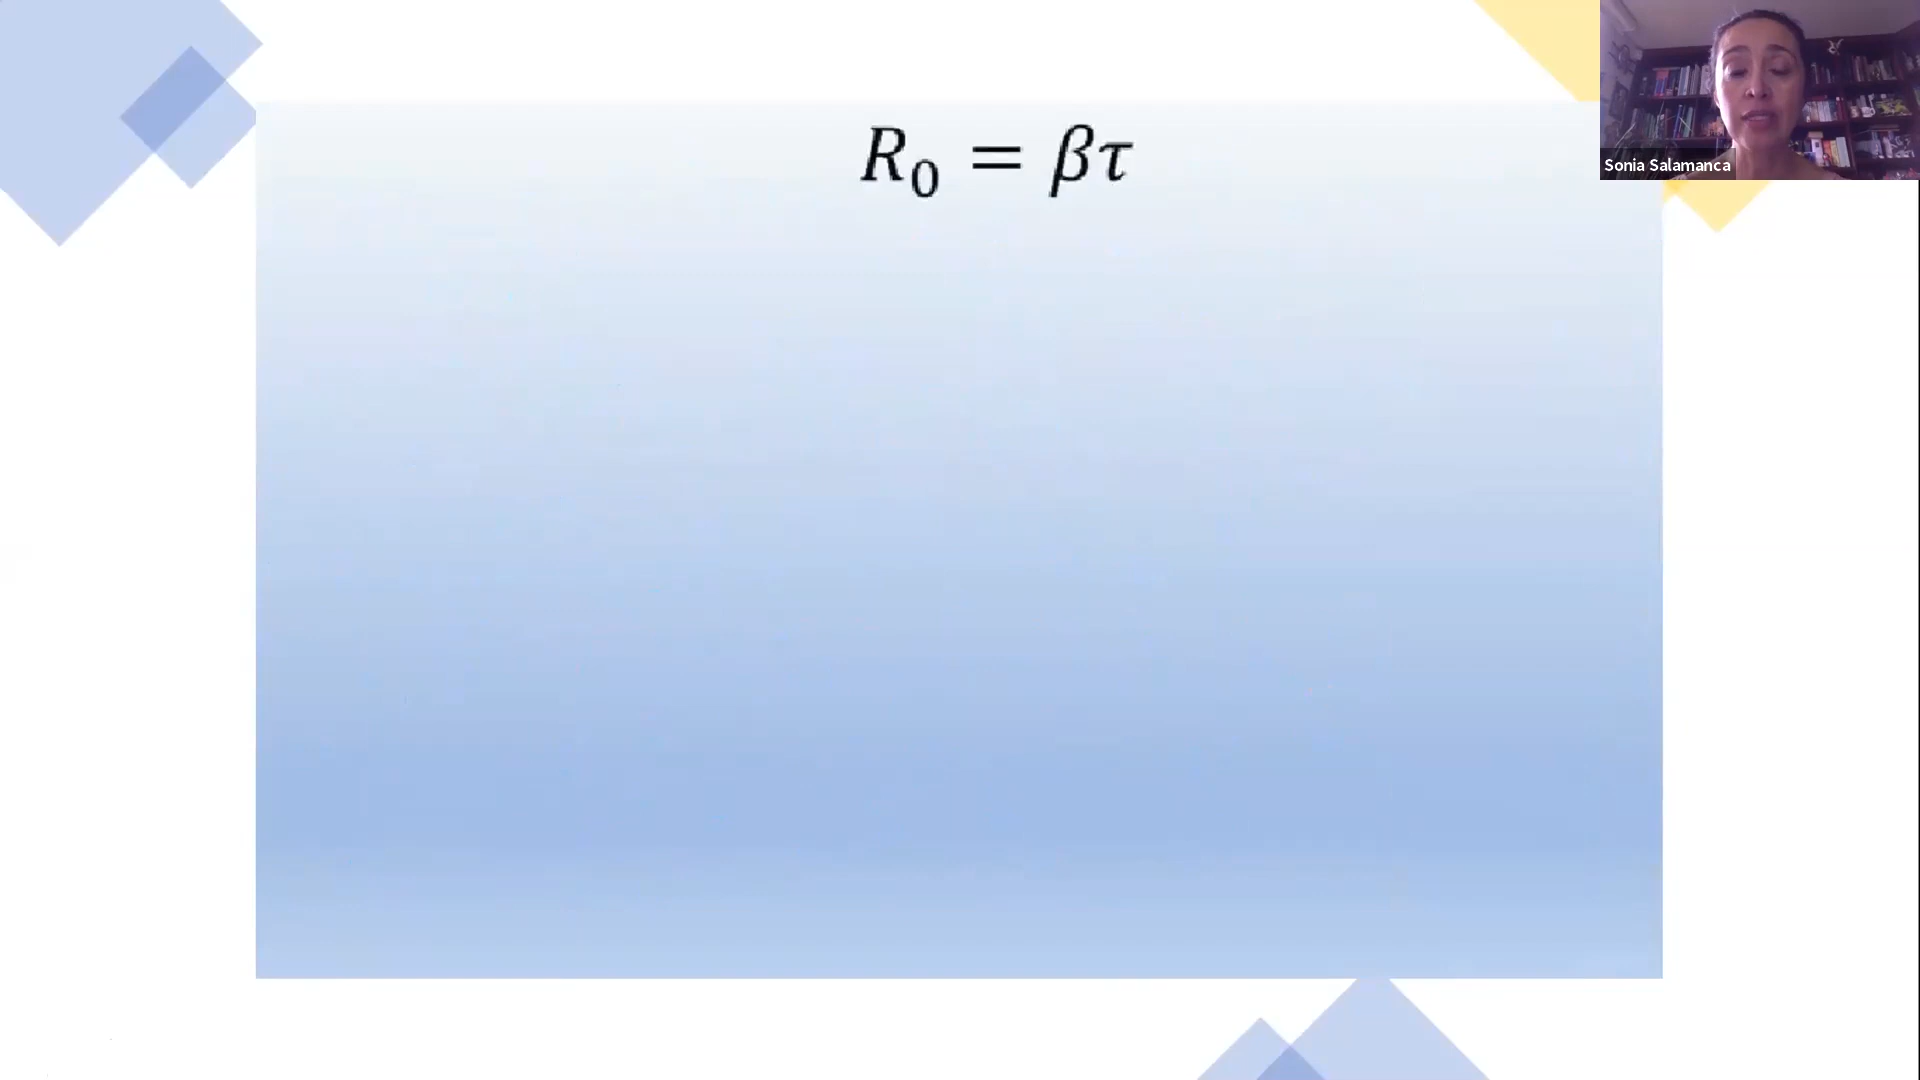 R₀ = βτ
Sonia Salamanca